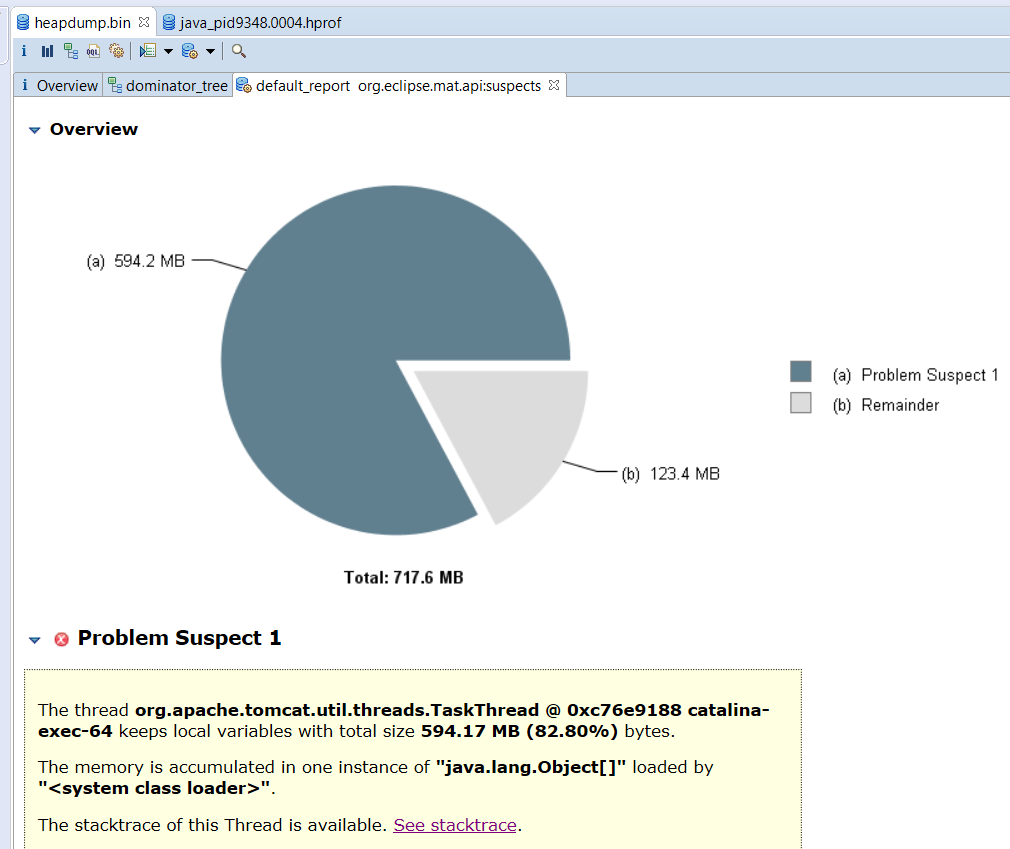 heapdump.bin java_pid9348.0004.hprof
i OQL
i Overview dominator_tree default_report org.eclipse.mat.api:suspects
Overview
(a) 594.2 MB
(a) Problem Suspect 1
(b) Remainder
(b) 123.4 MB
Total: 717.6 MB
Problem Suspect 1
The thread org.apache.tomcat.util.threads.TaskThread @ 0xc76e9188 catalina-
exec-64 keeps local variables with total size 594.17 MB (82.80%) bytes.
The memory is accumulated in one instance of "java.lang.Object[]" loaded by
"<system class loader>".
The stacktrace of this Thread is available. See stacktrace.